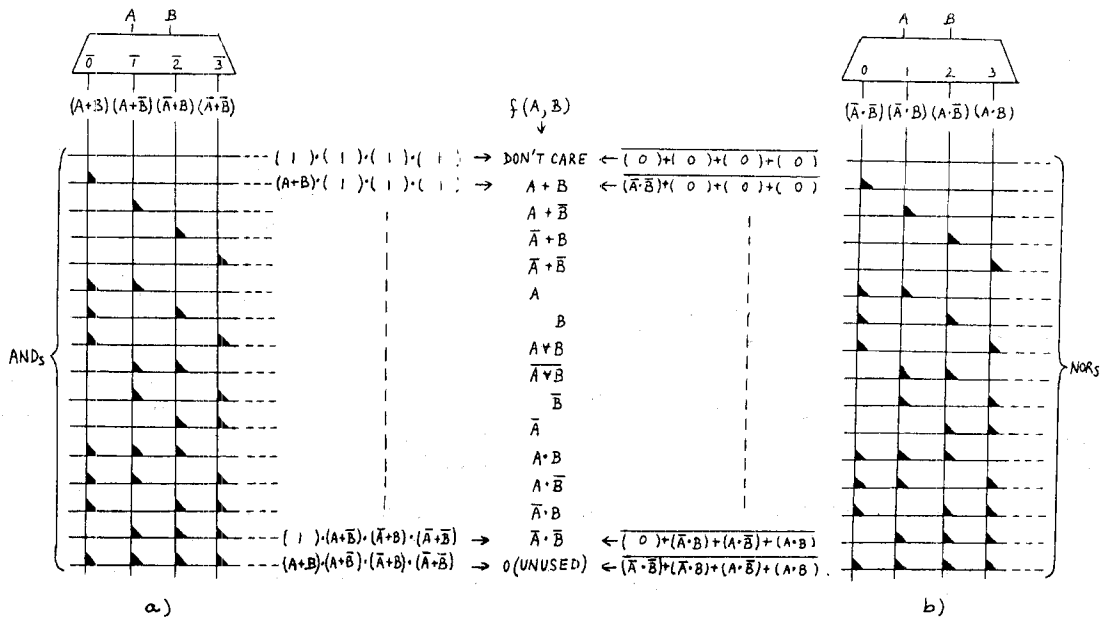 A B
0̅ 1̅ 2̅ 3̅
(A+B) (A+B̅) (A̅+B) (A̅+B̅)
f(A,B)
↓
A B
0 1 2 3
(A̅·B̅) (A̅·B) (A·B̅) (A·B)
( 1 )·( 1 )·( 1 )·( 1 ) → DON'T CARE ← ( 0 )+( 0 )+( 0 )+( 0 )
(A+B)·( 1 )·( 1 )·( 1 ) → A + B ← (A̅·B̅)+( 0 )+( 0 )+( 0 )
A + B̅
A̅ + B
A̅ + B̅
A
B
ANDs
A ∀ B
NORs
A̅ ∀̅ B̅
B̅
A̅
A·B
A·B̅
A̅·B
( 1 )·(A+B̅)·(A̅+B)·(A̅+B̅) → A̅·B̅ ← ( 0 )+(A̅·B)+(A·B̅)+(A·B)
(A+B)·(A+B̅)·(A̅+B)·(A̅+B̅) → 0(UNUSED) ← (A̅·B̅)+(A̅·B)+(A·B̅)+(A·B)
a)
b)